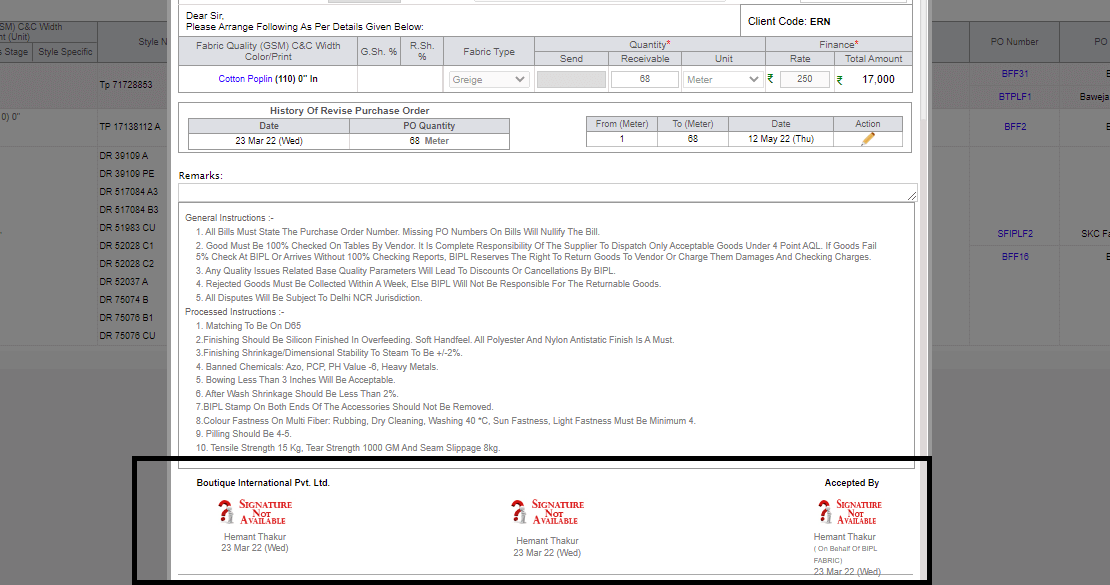 GSM) C&C Width
nt (Unit)
s Stage Style Specific
Style N
Tp 71728853
0) 0"
TP 17138112 A
DR 39109 A
DR 39109 PE
DR 517084 A3
DR 517084 B3
DR 51983 CU
DR 52028 C1
DR 52028 C2
DR 52037 A
DR 75074 B
DR 75076 B1
DR 75076 CU
Dear Sir,
Please Arrange Following As Per Details Given Below:
Client Code: ERN
Fabric Quality (GSM) C&C Width
Color/Print
G.Sh. %
R.Sh.
%
Fabric Type
Quantity*
Send Receivable Unit
Finance*
Rate Total Amount
Cotton Poplin (110) 0" In Greige 68 Meter ₹ 250 ₹ 17,000
History Of Revise Purchase Order
Date PO Quantity
23 Mar 22 (Wed) 68 Meter
From (Meter) To (Meter) Date Action
1 68 12 May 22 (Thu)
Remarks:
General Instructions :-
1. All Bills Must State The Purchase Order Number. Missing PO Numbers On Bills Will Nullify The Bill.
2. Good Must Be 100% Checked On Tables By Vendor. It Is Complete Responsibility Of The Supplier To Dispatch Only Acceptable Goods Under 4 Point AQL. If Goods Fail
5% Check At BIPL Or Arrives Without 100% Checking Reports, BIPL Reserves The Right To Return Goods To Vendor Or Charge Them Damages And Checking Charges.
3. Any Quality Issues Related Base Quality Parameters Will Lead To Discounts Or Cancellations By BIPL.
4. Rejected Goods Must Be Collected Within A Week, Else BIPL Will Not Be Responsible For The Returnable Goods.
5. All Disputes Will Be Subject To Delhi NCR Jurisdiction.
Processed Instructions :-
1. Matching To Be On D65
2.Finishing Should Be Silicon Finished In Overfeeding. Soft Handfeel. All Polyester And Nylon Antistatic Finish Is A Must.
3.Finishing Shrinkage/Dimensional Stability To Steam To Be +/-2%.
4. Banned Chemicals: Azo, PCP, PH Value -6, Heavy Metals.
5. Bowing Less Than 3 Inches Will Be Acceptable.
6. After Wash Shrinkage Should Be Less Than 2%.
7.BIPL Stamp On Both Ends Of The Accessories Should Not Be Removed.
8.Colour Fastness On Multi Fiber: Rubbing, Dry Cleaning, Washing 40 °C, Sun Fastness, Light Fastness Must Be Minimum 4.
9. Pilling Should Be 4-5.
10. Tensile Strength 15 Kg, Tear Strength 1000 GM And Seam Slippage 8kg.
Boutique International Pvt. Ltd.
SIGNATURE
NOT
AVAILABLE
Hemant Thakur
23 Mar 22 (Wed)
SIGNATURE
NOT
AVAILABLE
Hemant Thakur
23 Mar 22 (Wed)
Accepted By
SIGNATURE
NOT
AVAILABLE
Hemant Thakur
( On Behalf Of BIPL
FABRIC)
23 Mar 22 (Wed)
PO Number PO
BFF31
BTPLF1 Baweja
BFF2
SFIPLF2 SKC Fa
BFF16